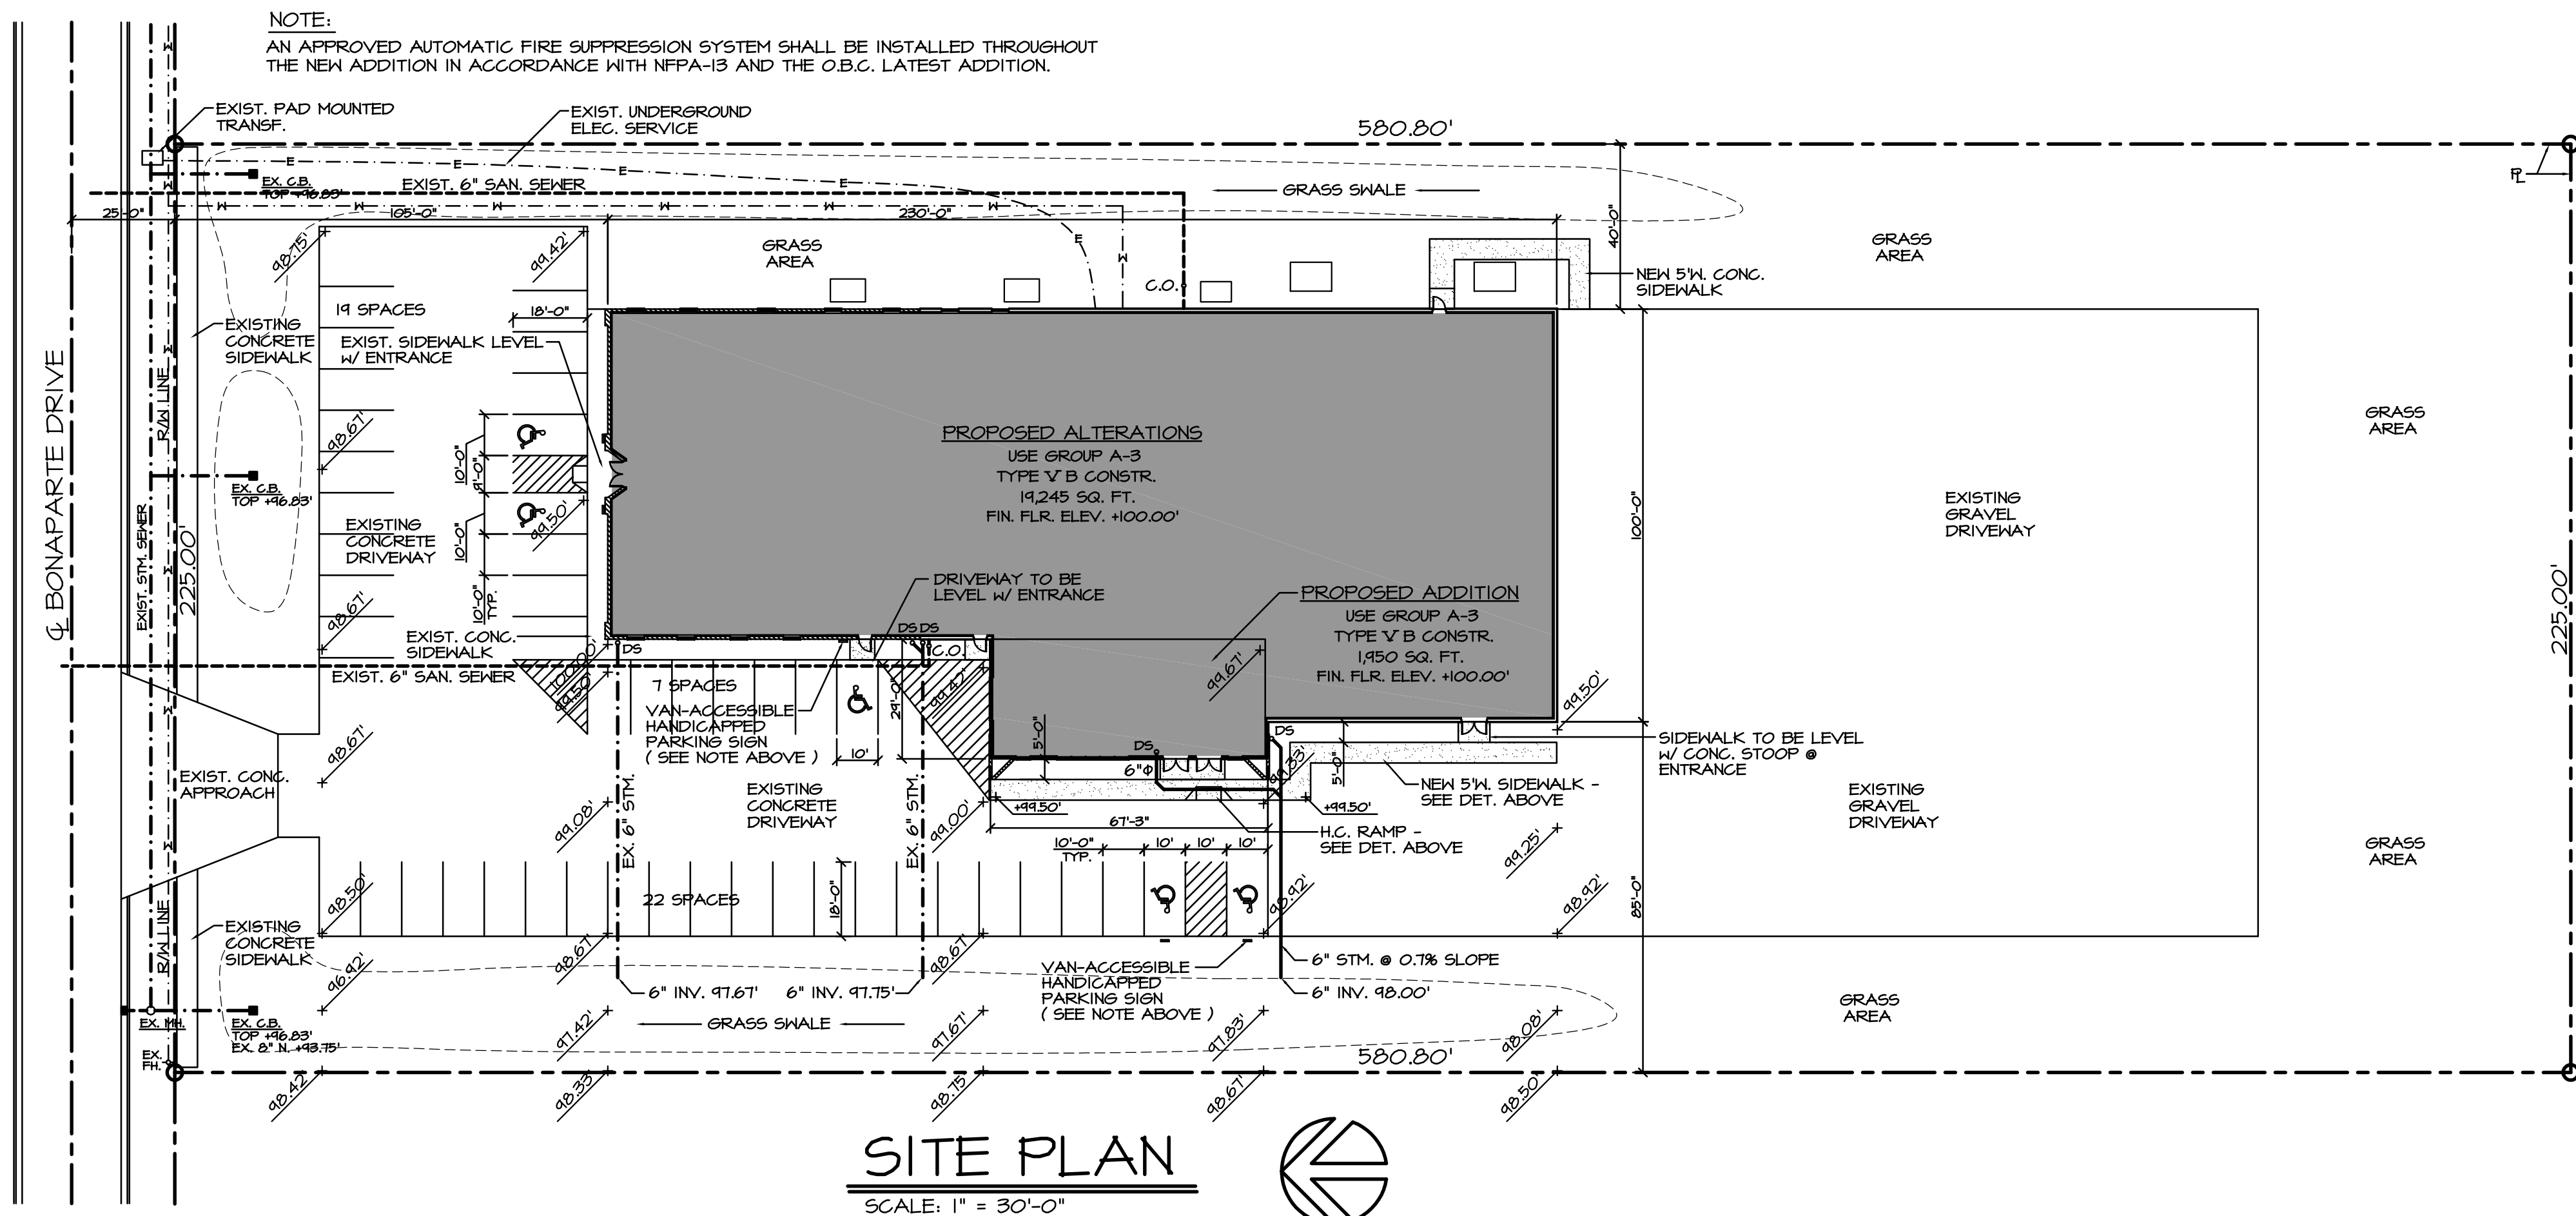 NOTE:
AN APPROVED AUTOMATIC FIRE SUPPRESSION SYSTEM SHALL BE INSTALLED THROUGHOUT
THE NEW ADDITION IN ACCORDANCE WITH NFPA-13 AND THE O.B.C. LATEST ADDITION.
EXIST. PAD MOUNTED
TRANSF.
EXIST. UNDERGROUND
ELEC. SERVICE
580.80'
PL
EX. C.B.
TOP +96.83'
EXIST. 6" SAN. SEWER
GRASS SWALE
E
E
E
E
E
W
W
W
W
W
W
W
25'-0"
105'-0"
230'-0"
40'-0"
98.75'
99.42'
GRASS
AREA
GRASS
AREA
C.O.
NEW 5'W. CONC.
SIDEWALK
19 SPACES
18'-0"
EXISTING
CONCRETE
SIDEWALK
EXIST. SIDEWALK LEVEL
W/ ENTRANCE
℄ BONAPARTE DRIVE
R/W LINE
EXIST. STM. SEWER
225.00'
98.67'
10'-0"
9'-0"
10'-0"
10'-0"
TYP.
EX. C.B.
TOP +96.83'
99.50'
EXISTING
CONCRETE
DRIVEWAY
98.67'
PROPOSED ALTERATIONS
USE GROUP A-3
TYPE V B CONSTR.
19,245 SQ. FT.
FIN. FLR. ELEV. +100.00'
GRASS
AREA
100'-0"
EXISTING
GRAVEL
DRIVEWAY
225.00'
DRIVEWAY TO BE
LEVEL W/ ENTRANCE
PROPOSED ADDITION
USE GROUP A-3
TYPE V B CONSTR.
1,950 SQ. FT.
FIN. FLR. ELEV. +100.00'
EXIST. CONC.
SIDEWALK
DS
DS DS
C.O.
EXIST. 6" SAN. SEWER
100.00'
99.50'
7 SPACES
VAN-ACCESSIBLE
HANDICAPPED
PARKING SIGN
( SEE NOTE ABOVE )
10'
29'-0"
99.42'
99.67'
99.50'
5'-0"
DS
DS
6"Φ
99.33'
5'-0"
SIDEWALK TO BE LEVEL
W/ CONC. STOOP @
ENTRANCE
98.67'
EXIST. CONC.
APPROACH
EX. 6" STM.
EX. 6" STM.
EXISTING
CONCRETE
DRIVEWAY
99.08'
99.00'
+99.50'
+99.50'
67'-3"
NEW 5'W. SIDEWALK -
SEE DET. ABOVE
H.C. RAMP -
SEE DET. ABOVE
EXISTING
GRAVEL
DRIVEWAY
GRASS
AREA
10'-0"
TYP.
10'
10'
10'
99.25'
98.50'
22 SPACES
18'-0"
98.92'
98.92'
85'-0"
R/W LINE
EXISTING
CONCRETE
SIDEWALK
96.92'
98.67'
98.67'
VAN-ACCESSIBLE
HANDICAPPED
PARKING SIGN
( SEE NOTE ABOVE )
6" STM. @ 0.7% SLOPE
6" INV. 97.67'
6" INV. 97.75'
6" INV. 98.00'
GRASS
AREA
EX. MH.
EX. C.B.
TOP +96.83'
EX. 8" N. +93.75'
EX.
FH.
GRASS SWALE
97.42'
97.67'
97.83'
98.08'
580.80'
98.42'
98.33'
98.75'
98.67'
98.50'
SITE PLAN
SCALE: 1" = 30'-0"